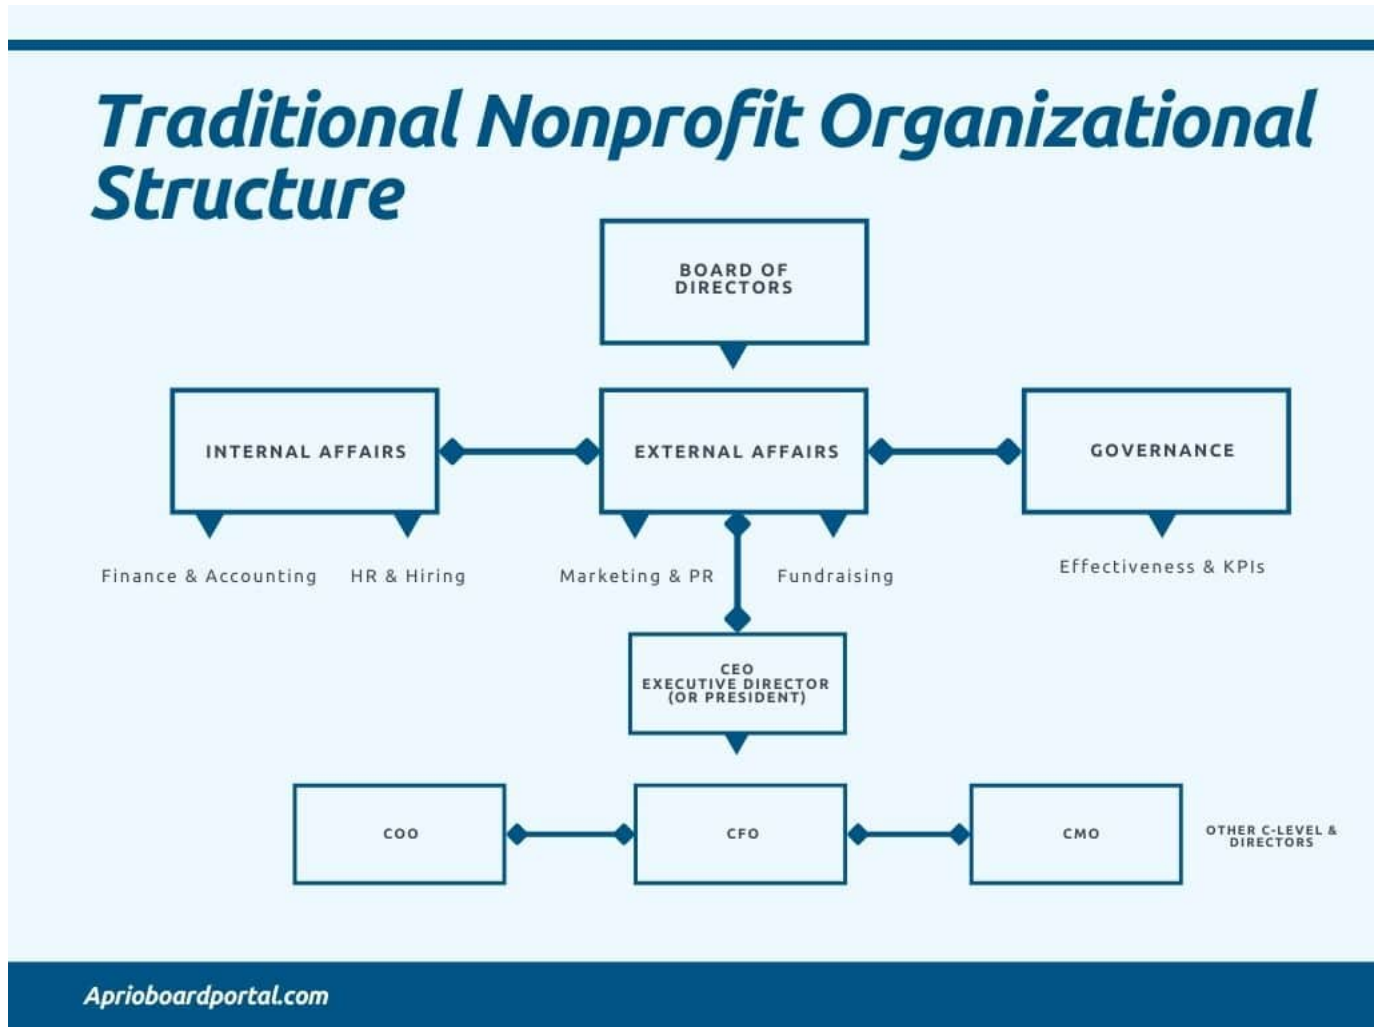 Traditional Nonprofit Organizational
Structure
BOARD OF
DIRECTORS
INTERNAL AFFAIRS
EXTERNAL AFFAIRS
GOVERNANCE
Finance & Accounting
HR & Hiring
Marketing & PR
Fundraising
Effectiveness & KPIs
CEO
EXECUTIVE DIRECTOR
(OR PRESIDENT)
COO
CFO
CMO
OTHER C-LEVEL &
DIRECTORS
Aprioboardportal.com